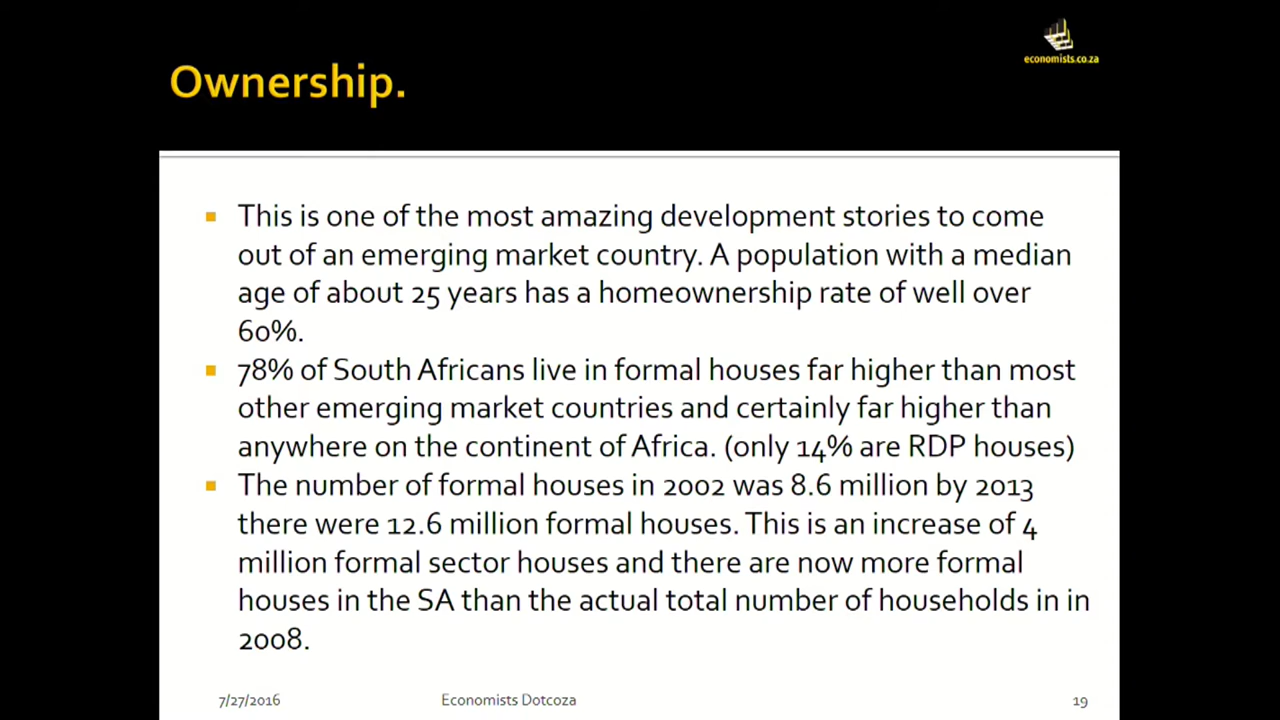 economists.co.za
Ownership.
This is one of the most amazing development stories to come
out of an emerging market country. A population with a median
age of about 25 years has a homeownership rate of well over
60%.
78% of South Africans live in formal houses far higher than most
other emerging market countries and certainly far higher than
anywhere on the continent of Africa. (only 14% are RDP houses)
The number of formal houses in 2002 was 8.6 million by 2013
there were 12.6 million formal houses. This is an increase of 4
million formal sector houses and there are now more formal
houses in the SA than the actual total number of households in in
2008.
7/27/2016 Economists Dotcoza 19